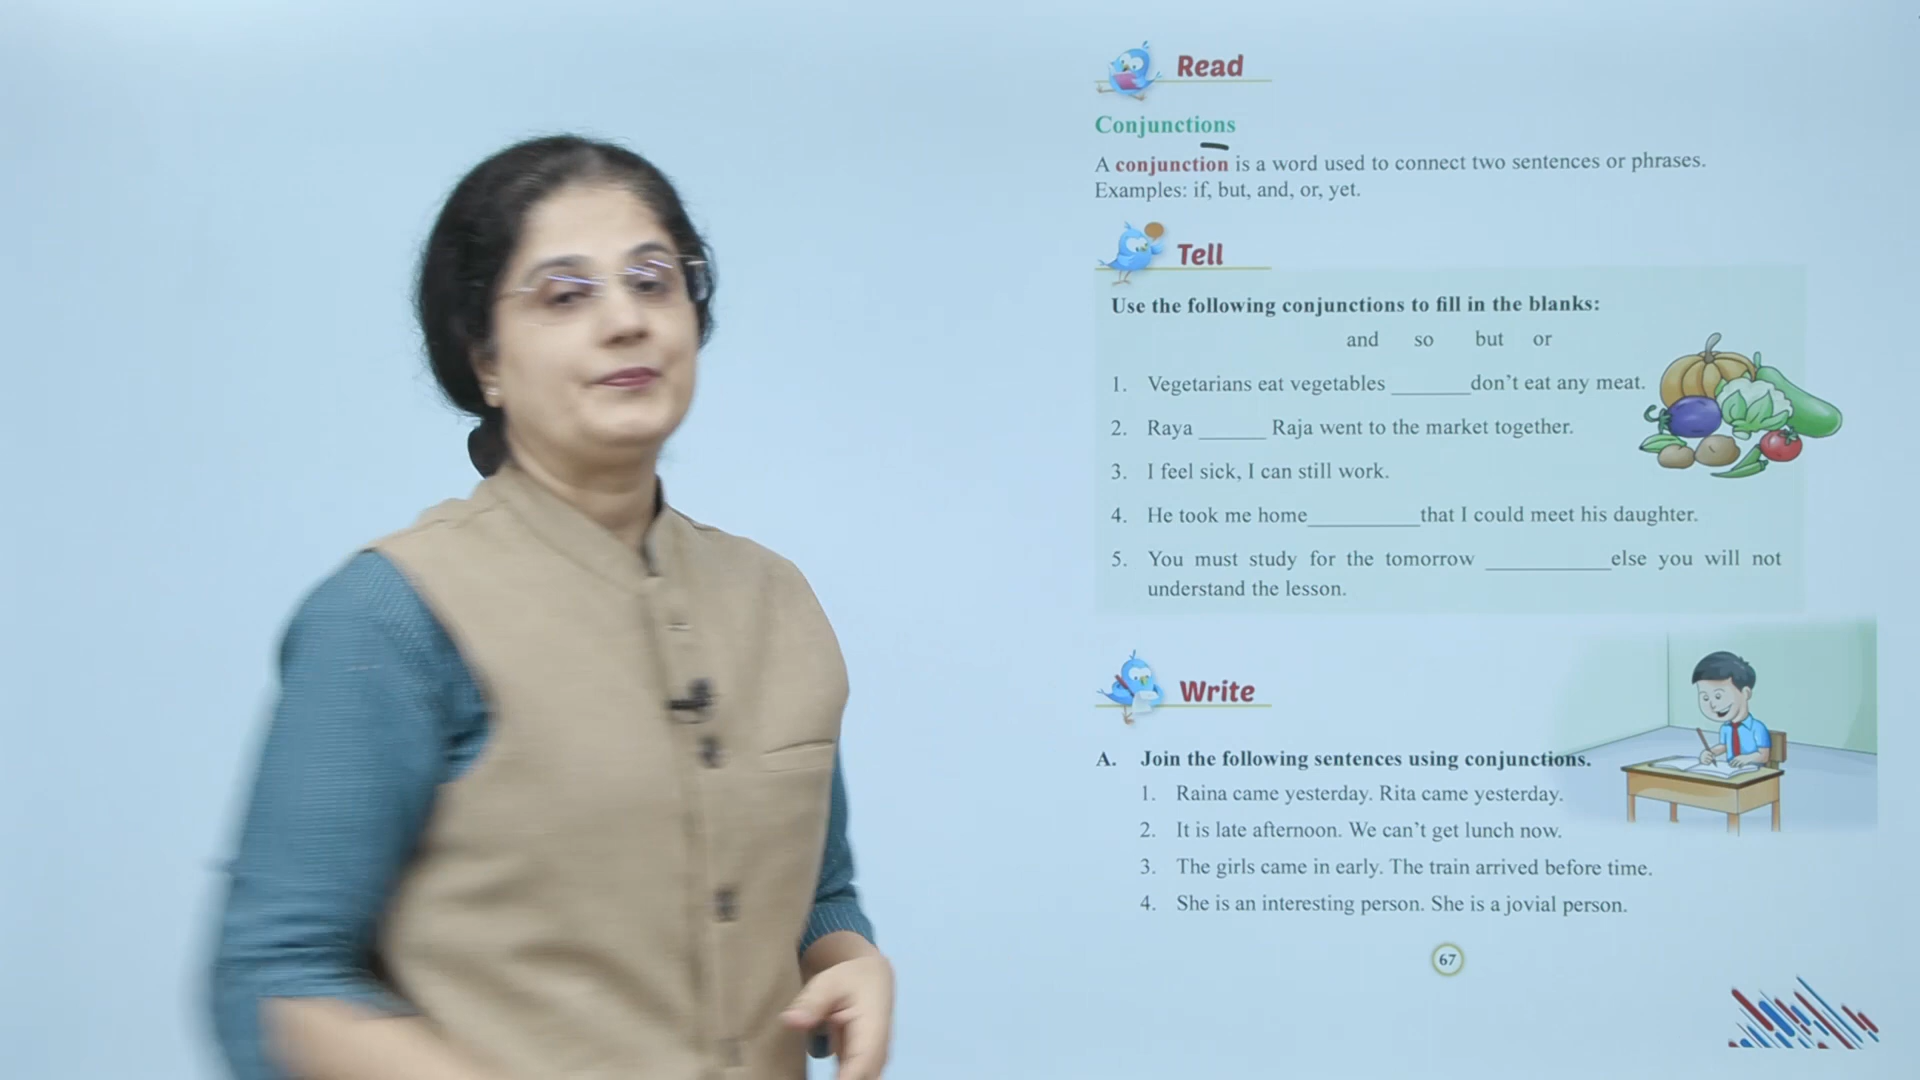 Read
Conjunctions
A conjunction is a word used to connect two sentences or phrases.
Examples: if, but, and, or, yet.
Tell
Use the following conjunctions to fill in the blanks:
and so but or
1. Vegetarians eat vegetables _______ don’t eat any meat.
2. Raya ______ Raja went to the market together.
3. I feel sick, I can still work.
4. He took me home__________that I could meet his daughter.
5. You must study for the tomorrow ___________else you will not
understand the lesson.
Write
A. Join the following sentences using conjunctions.
1. Raina came yesterday. Rita came yesterday.
2. It is late afternoon. We can’t get lunch now.
3. The girls came in early. The train arrived before time.
4. She is an interesting person. She is a jovial person.
67